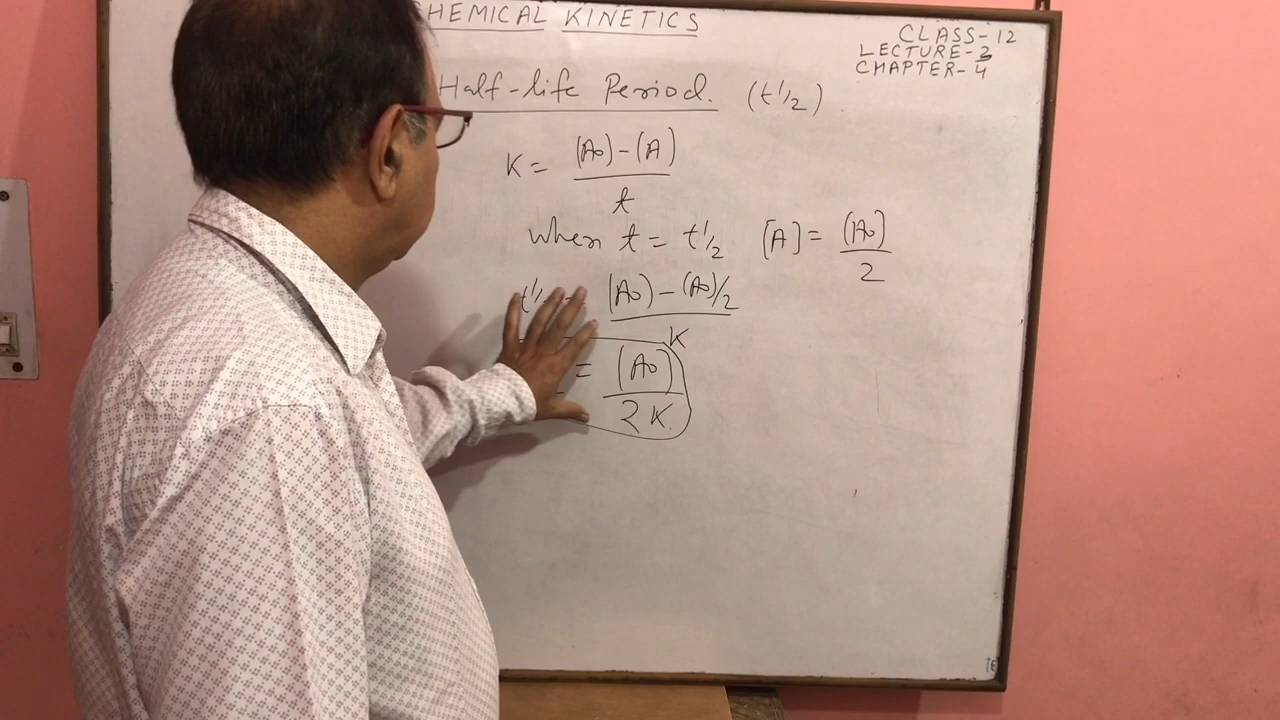 HEMICAL KINETICS
CLASS-12
LECTURE-3
CHAPTER-4
Half-life Period. (t1/2)
K = (A0)-(A) / t
when t = t1/2 [A] = (A0) / 2
(A0)-(A0)/2 / K
= (A0) / 2K.